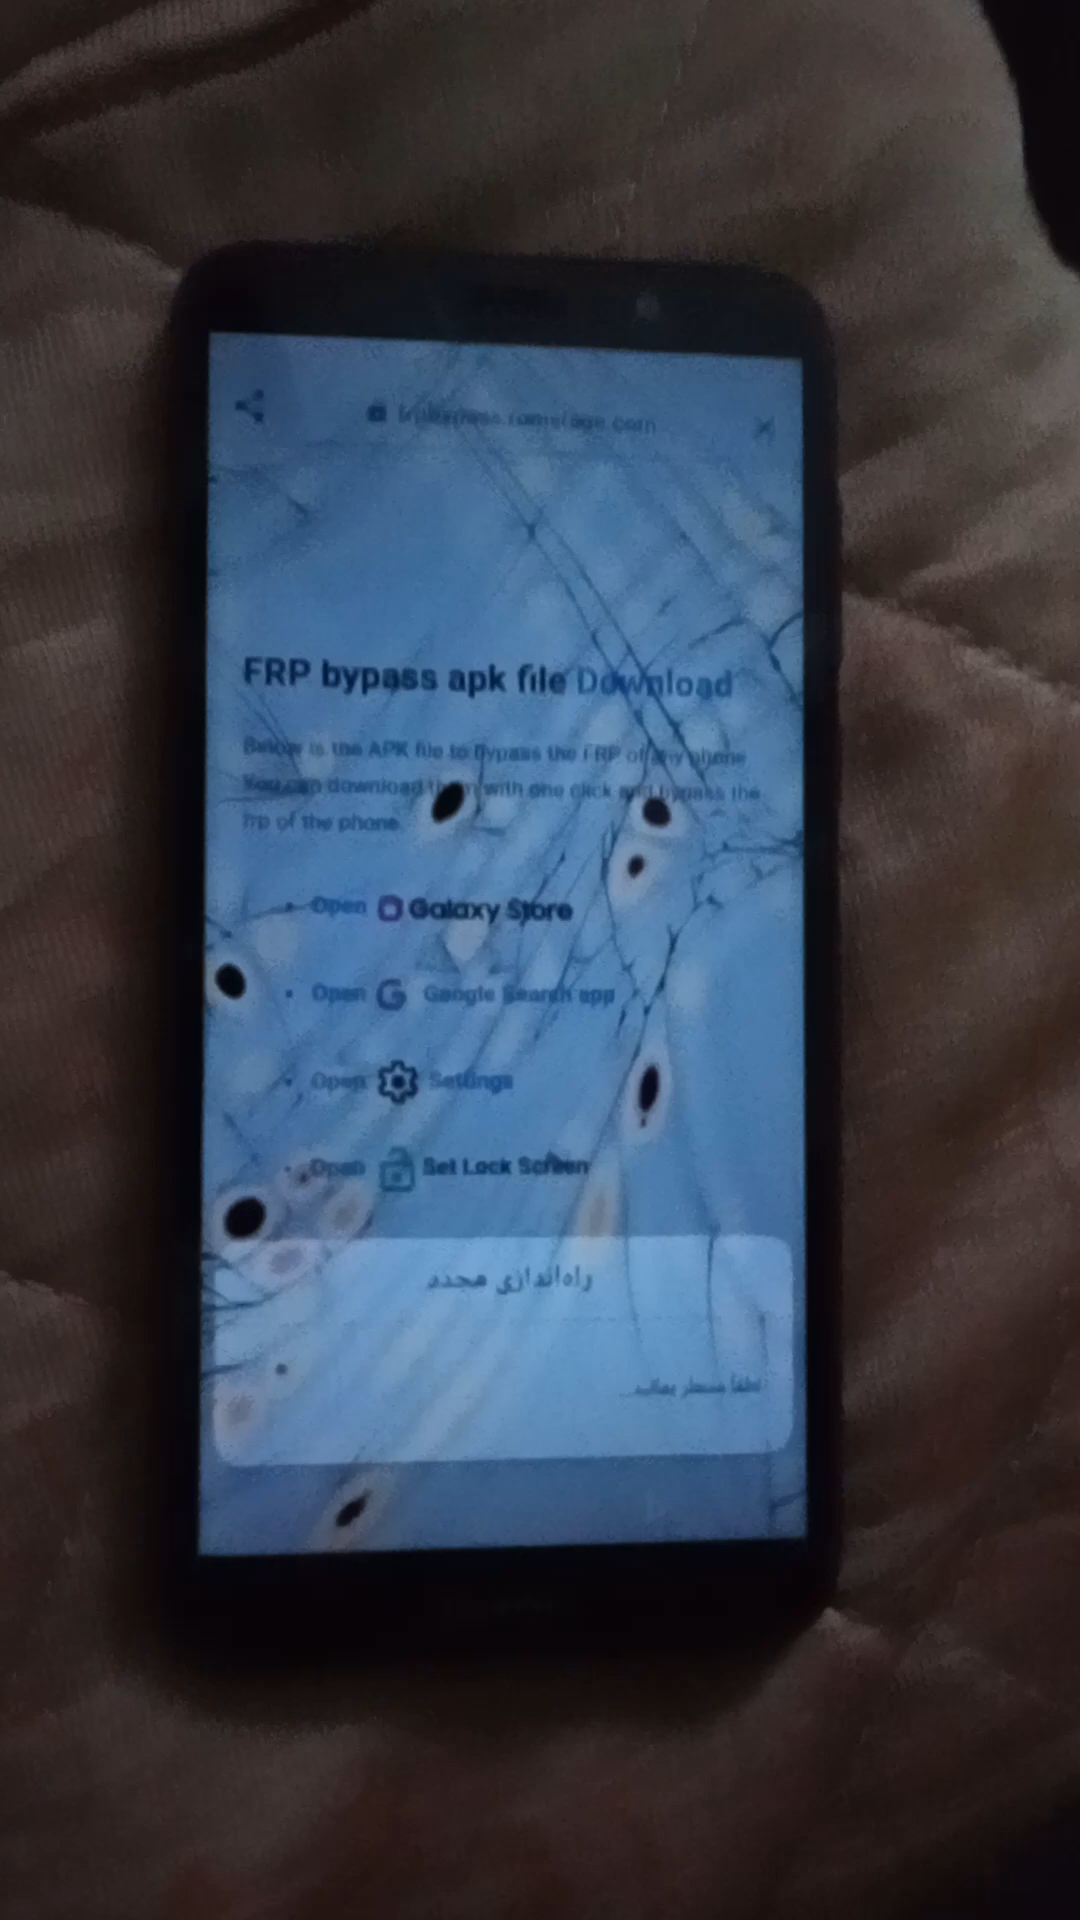 FRP bypass apk file Download
Below is the APK file to bypass the FRP of any phone
You can download them with one click and bypass the
frp of the phone
• Open Galaxy Store
• Open G Google Search app
• Open Settings
• Open Set Lock Screen
راه‌اندازی مجدد
لطفاً منتظر بمانید...